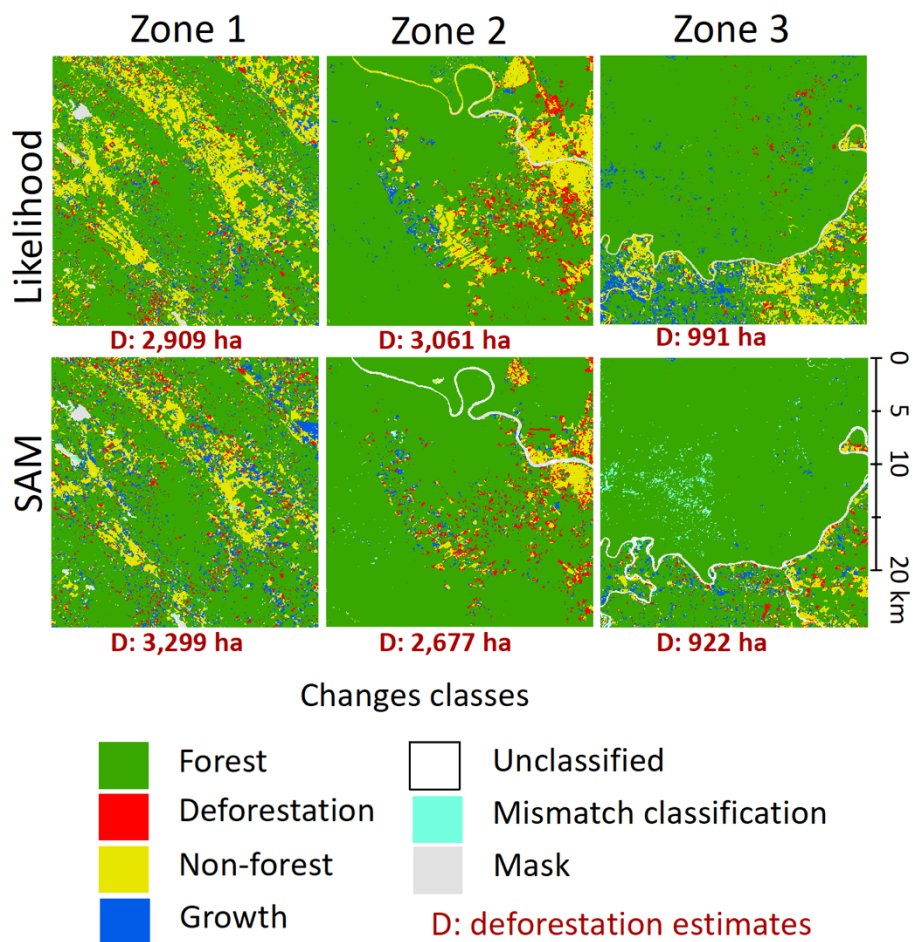 Zone 1 Zone 2 Zone 3
Likelihood
D: 2,909 ha D: 3,061 ha D: 991 ha
SAM
0
5
10
20 km
D: 3,299 ha D: 2,677 ha D: 922 ha
Changes classes
Forest Unclassified
Deforestation Mismatch classification
Non-forest Mask
Growth D: deforestation estimates